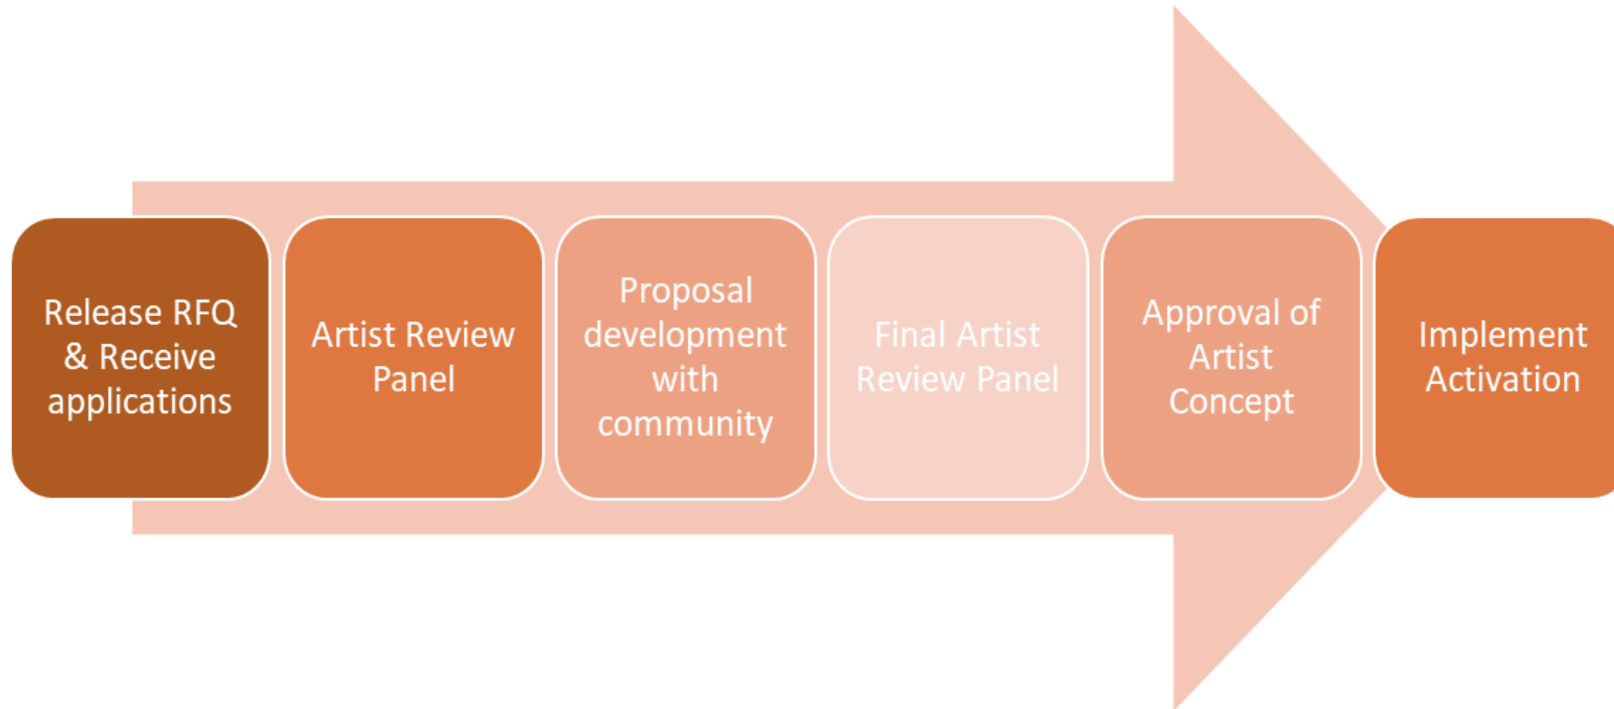 Release RFQ
& Receive
applications
Artist Review
Panel
Proposal
development
with
community
Final Artist
Review Panel
Approval of
Artist
Concept
Implement
Activation